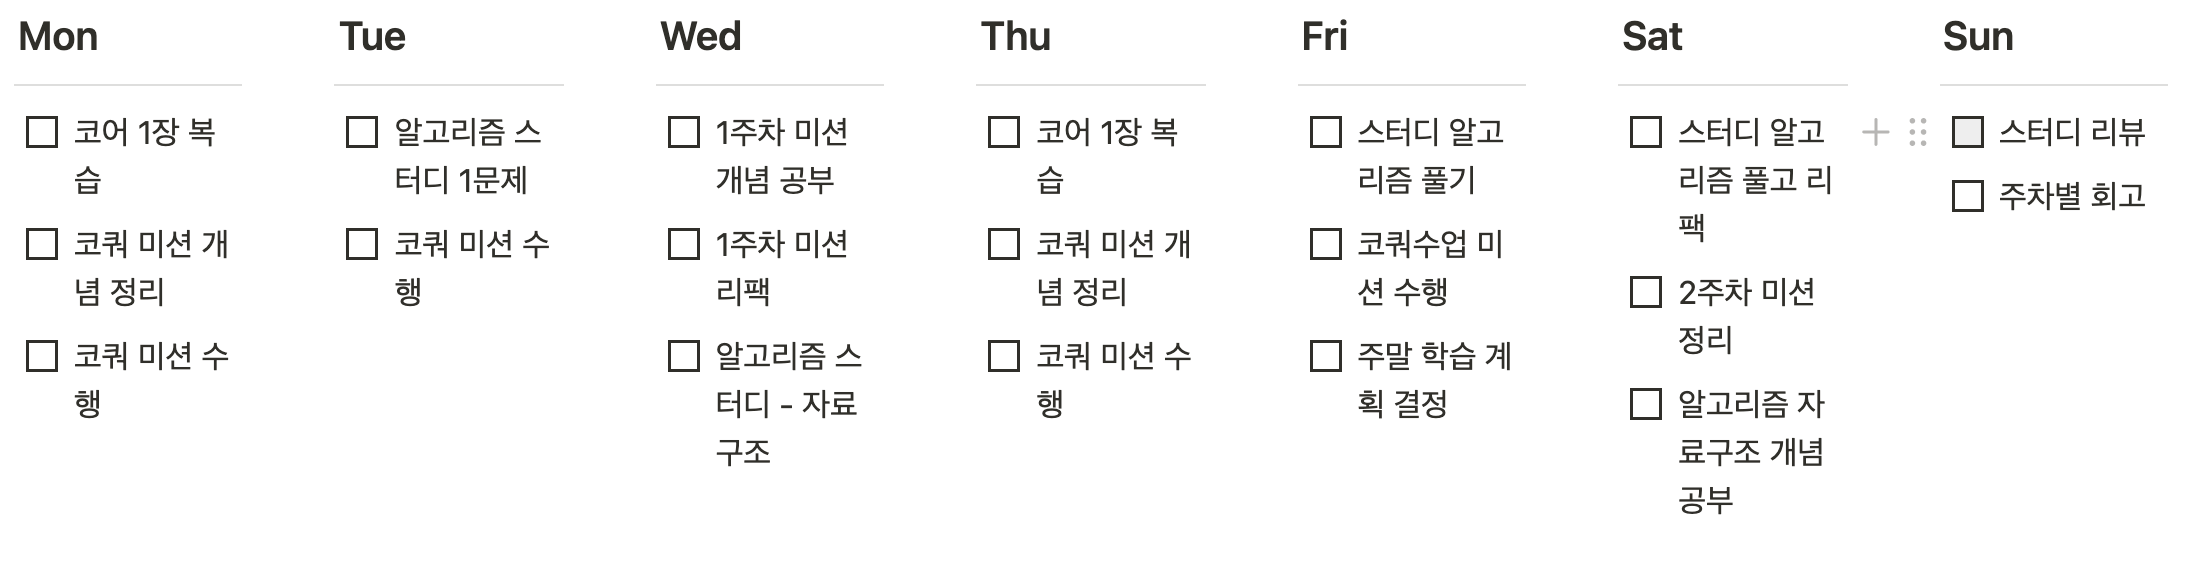 Mon
코어 1장 복
습
코쿼 미션 개
념 정리
코쿼 미션 수
행
Tue
알고리즘 스
터디 1문제
코쿼 미션 수
행
Wed
1주차 미션
개념 공부
1주차 미션
리팩
알고리즘 스
터디 - 자료
구조
Thu
코어 1장 복
습
코쿼 미션 개
념 정리
코쿼 미션 수
행
Fri
스터디 알고
리즘 풀기
코쿼수업 미
션 수행
주말 학습 계
획 결정
Sat
스터디 알고
리즘 풀고 리
팩
2주차 미션
정리
알고리즘 자
료구조 개념
공부
Sun
스터디 리뷰
주차별 회고